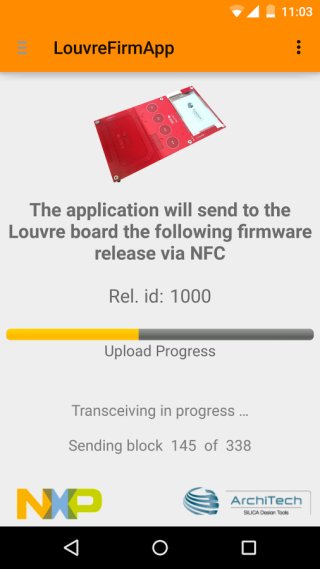 11:03
LouvreFirmApp
The application will send to the
Louvre board the following firmware
release via NFC
Rel. id: 1000
Upload Progress
Transceiving in progress ...
Sending block 145 of 338
NXP
ArchiTech
SILICA Design Tools